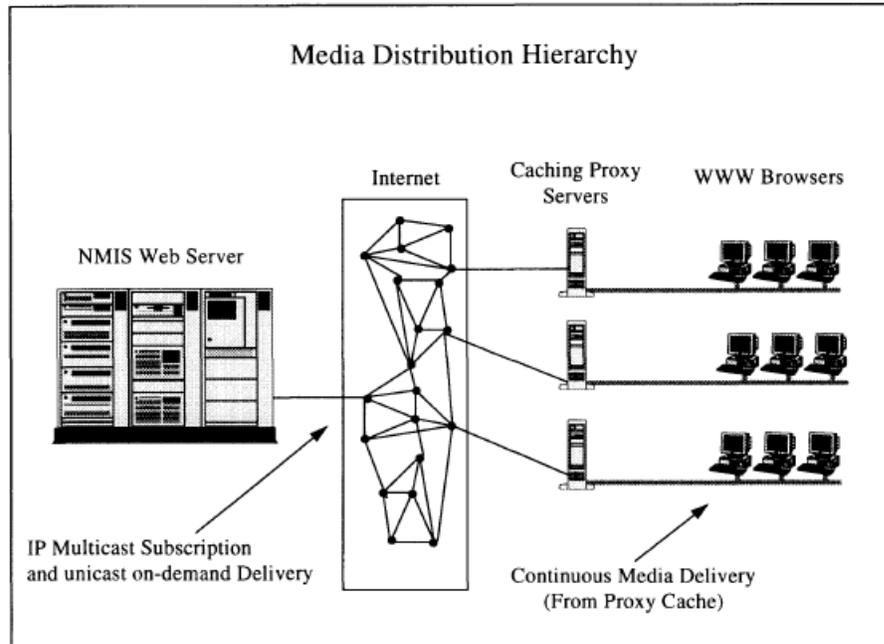 Media Distribution Hierarchy
Internet
Caching Proxy
Servers
WWW Browsers
NMIS Web Server
IP Multicast Subscription
and unicast on-demand Delivery
Continuous Media Delivery
(From Proxy Cache)